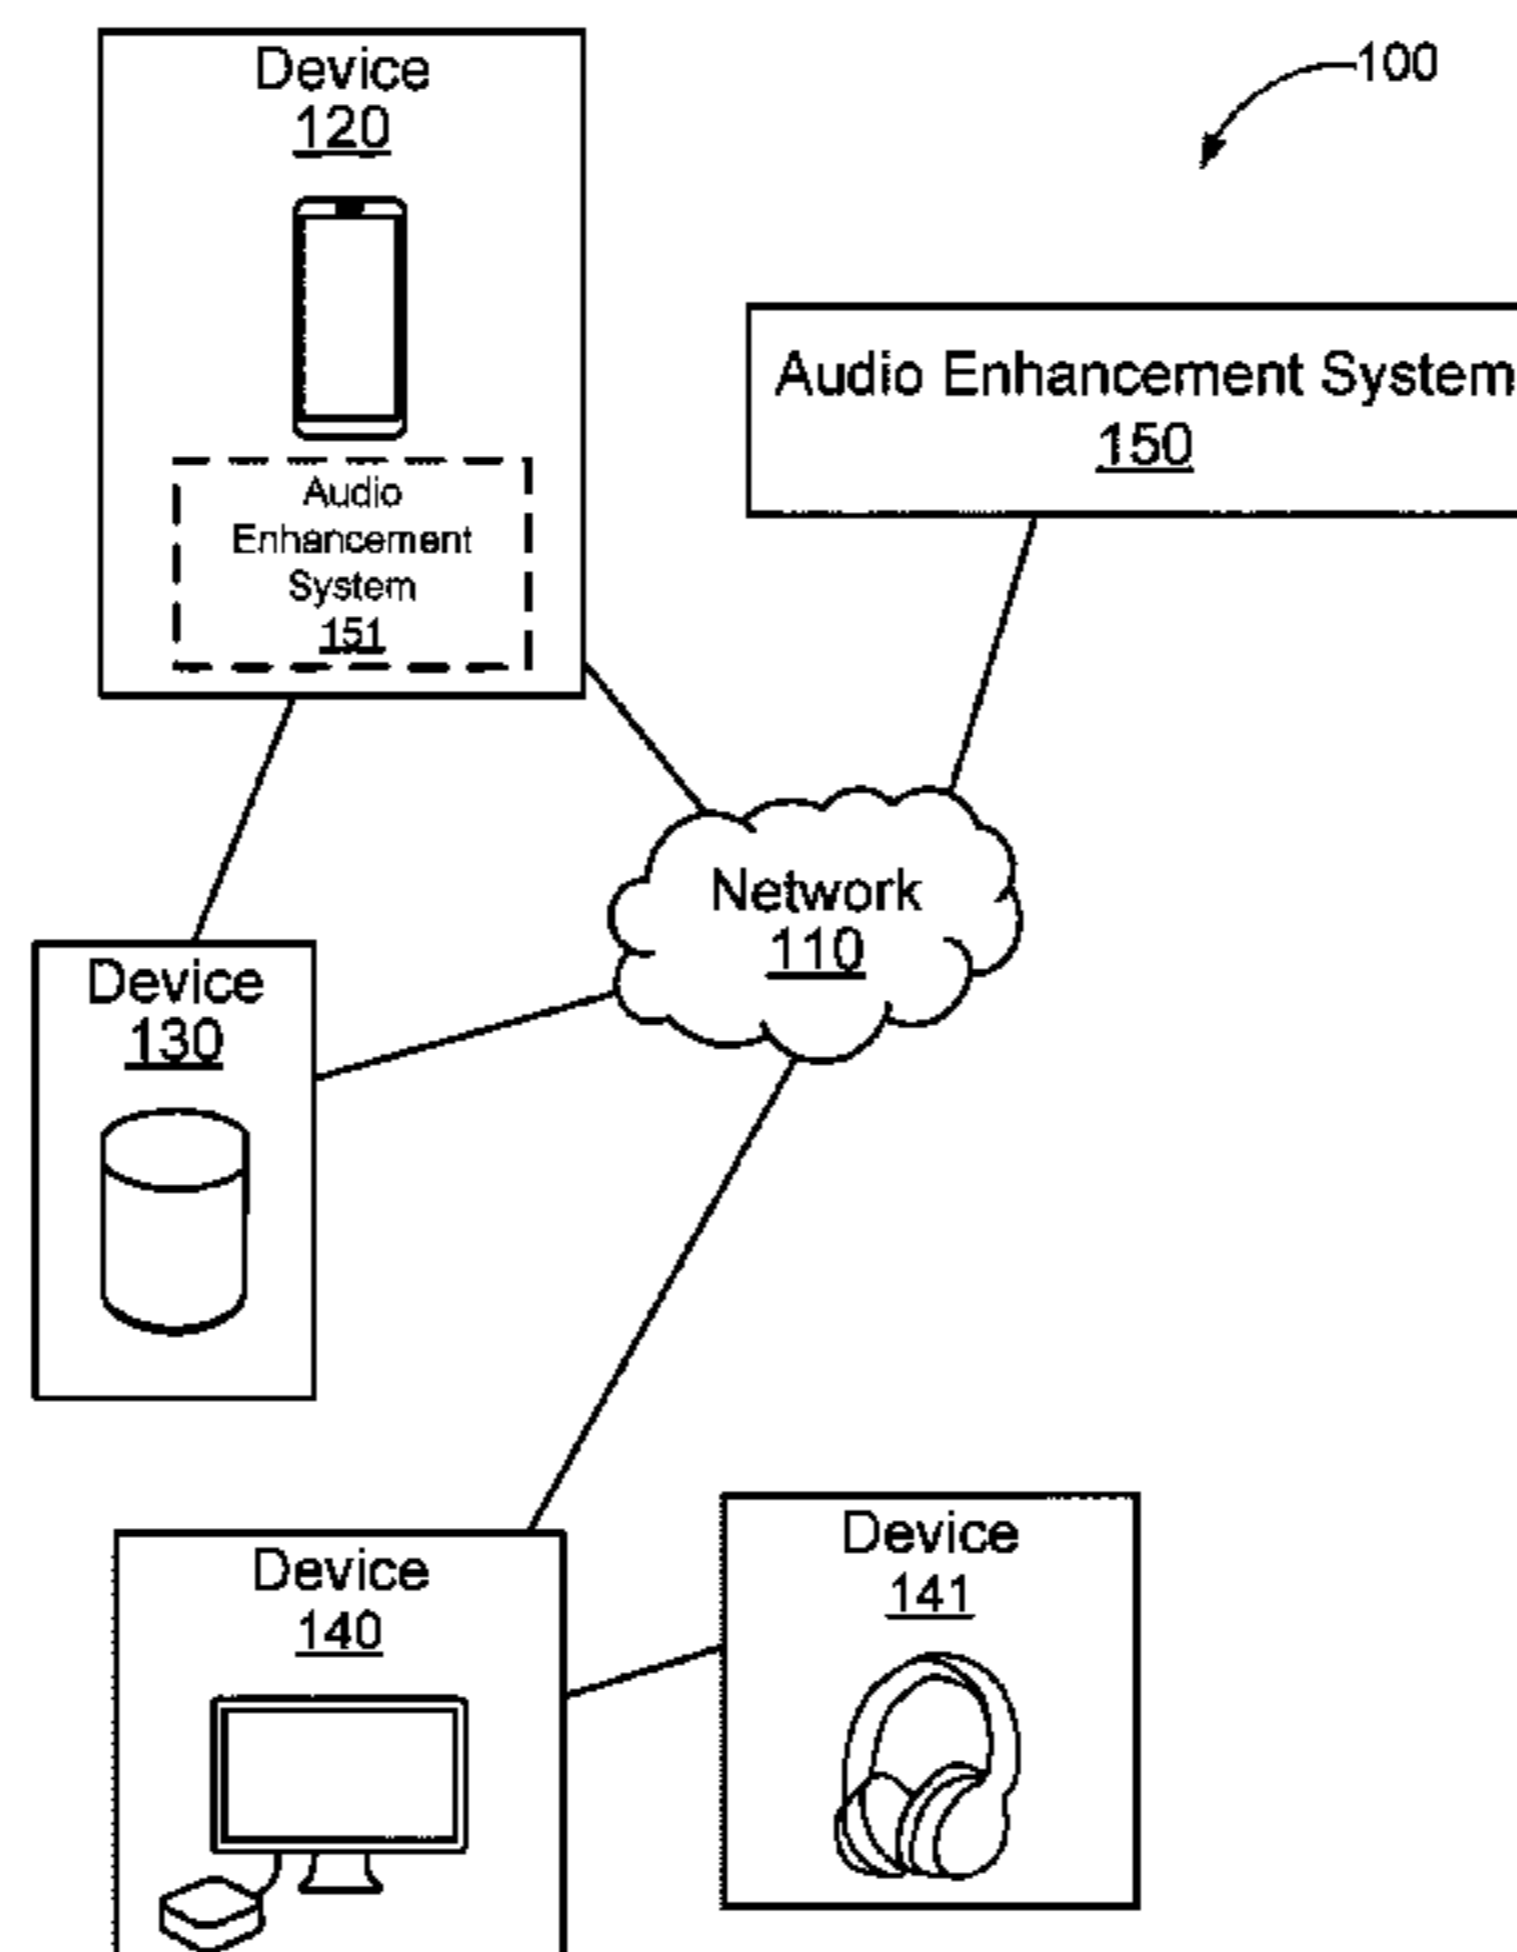 Device
120
100
Audio Enhancement System
150
Audio
Enhancement
System
151
Network
110
Device
130
Device
140
Device
141